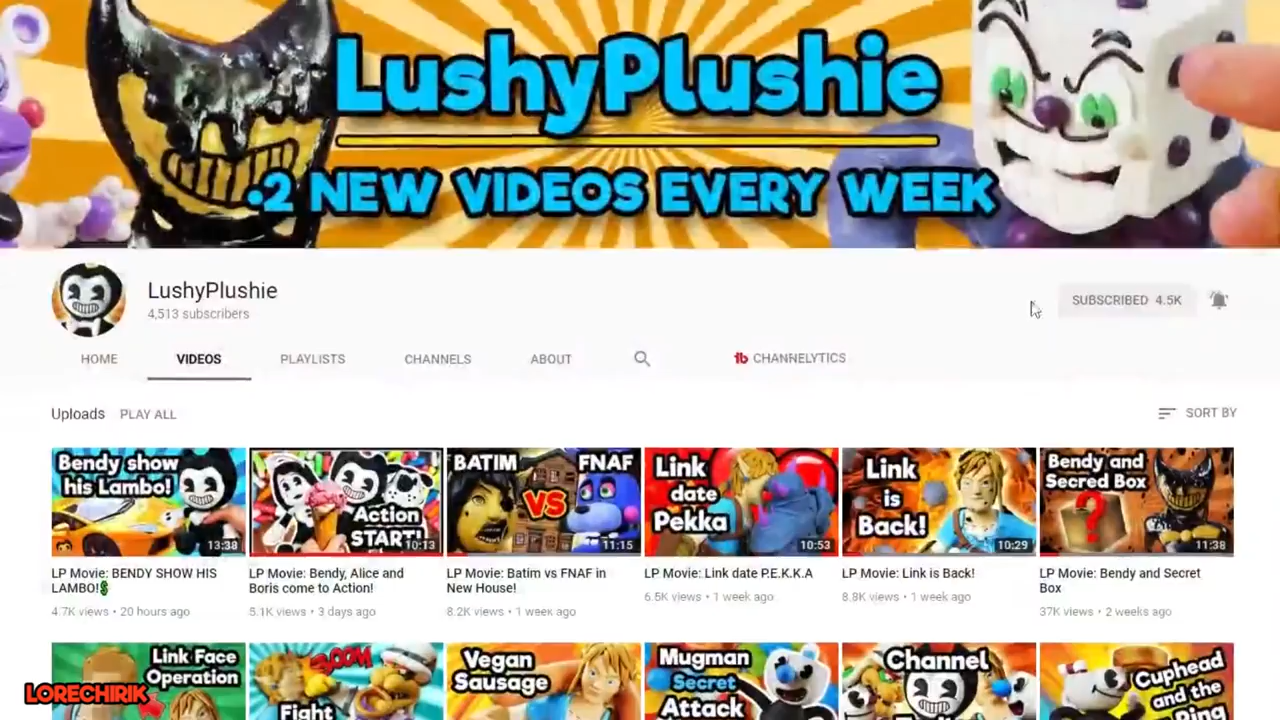 LushyPlushie
•2 NEW VIDEOS EVERY WEEK
LushyPlushie
4,513 subscribers
SUBSCRIBED 4.5K
HOME
VIDEOS
PLAYLISTS
CHANNELS
ABOUT
tb CHANNELYTICS
Uploads
PLAY ALL
SORT BY
Bendy show
his Lambo!
13:38
LP Movie: BENDY SHOW HIS
LAMBO!
4.7K views • 20 hours ago
Action
START!
10:13
LP Movie: Bendy, Alice and
Boris come to Action!
5.1K views • 3 days ago
BATIM
VS
FNAF
11:15
LP Movie: Batim vs FNAF in
New House!
8.2K views • 1 week ago
Link
date
Pekka
10:53
LP Movie: Link date P.E.K.K.A
6.5K views • 1 week ago
Link
is
Back!
10:29
LP Movie: Link is Back!
8.8K views • 1 week ago
Bendy and
Secred Box
?
11:38
LP Movie: Bendy and Secret
Box
37K views • 2 weeks ago
Link Face
Operation
BOOM
Fight
Vegan
Sausage
Mugman
Secret
Attack
Channel
Cuphead
and the
Ring
LORECHIRIK